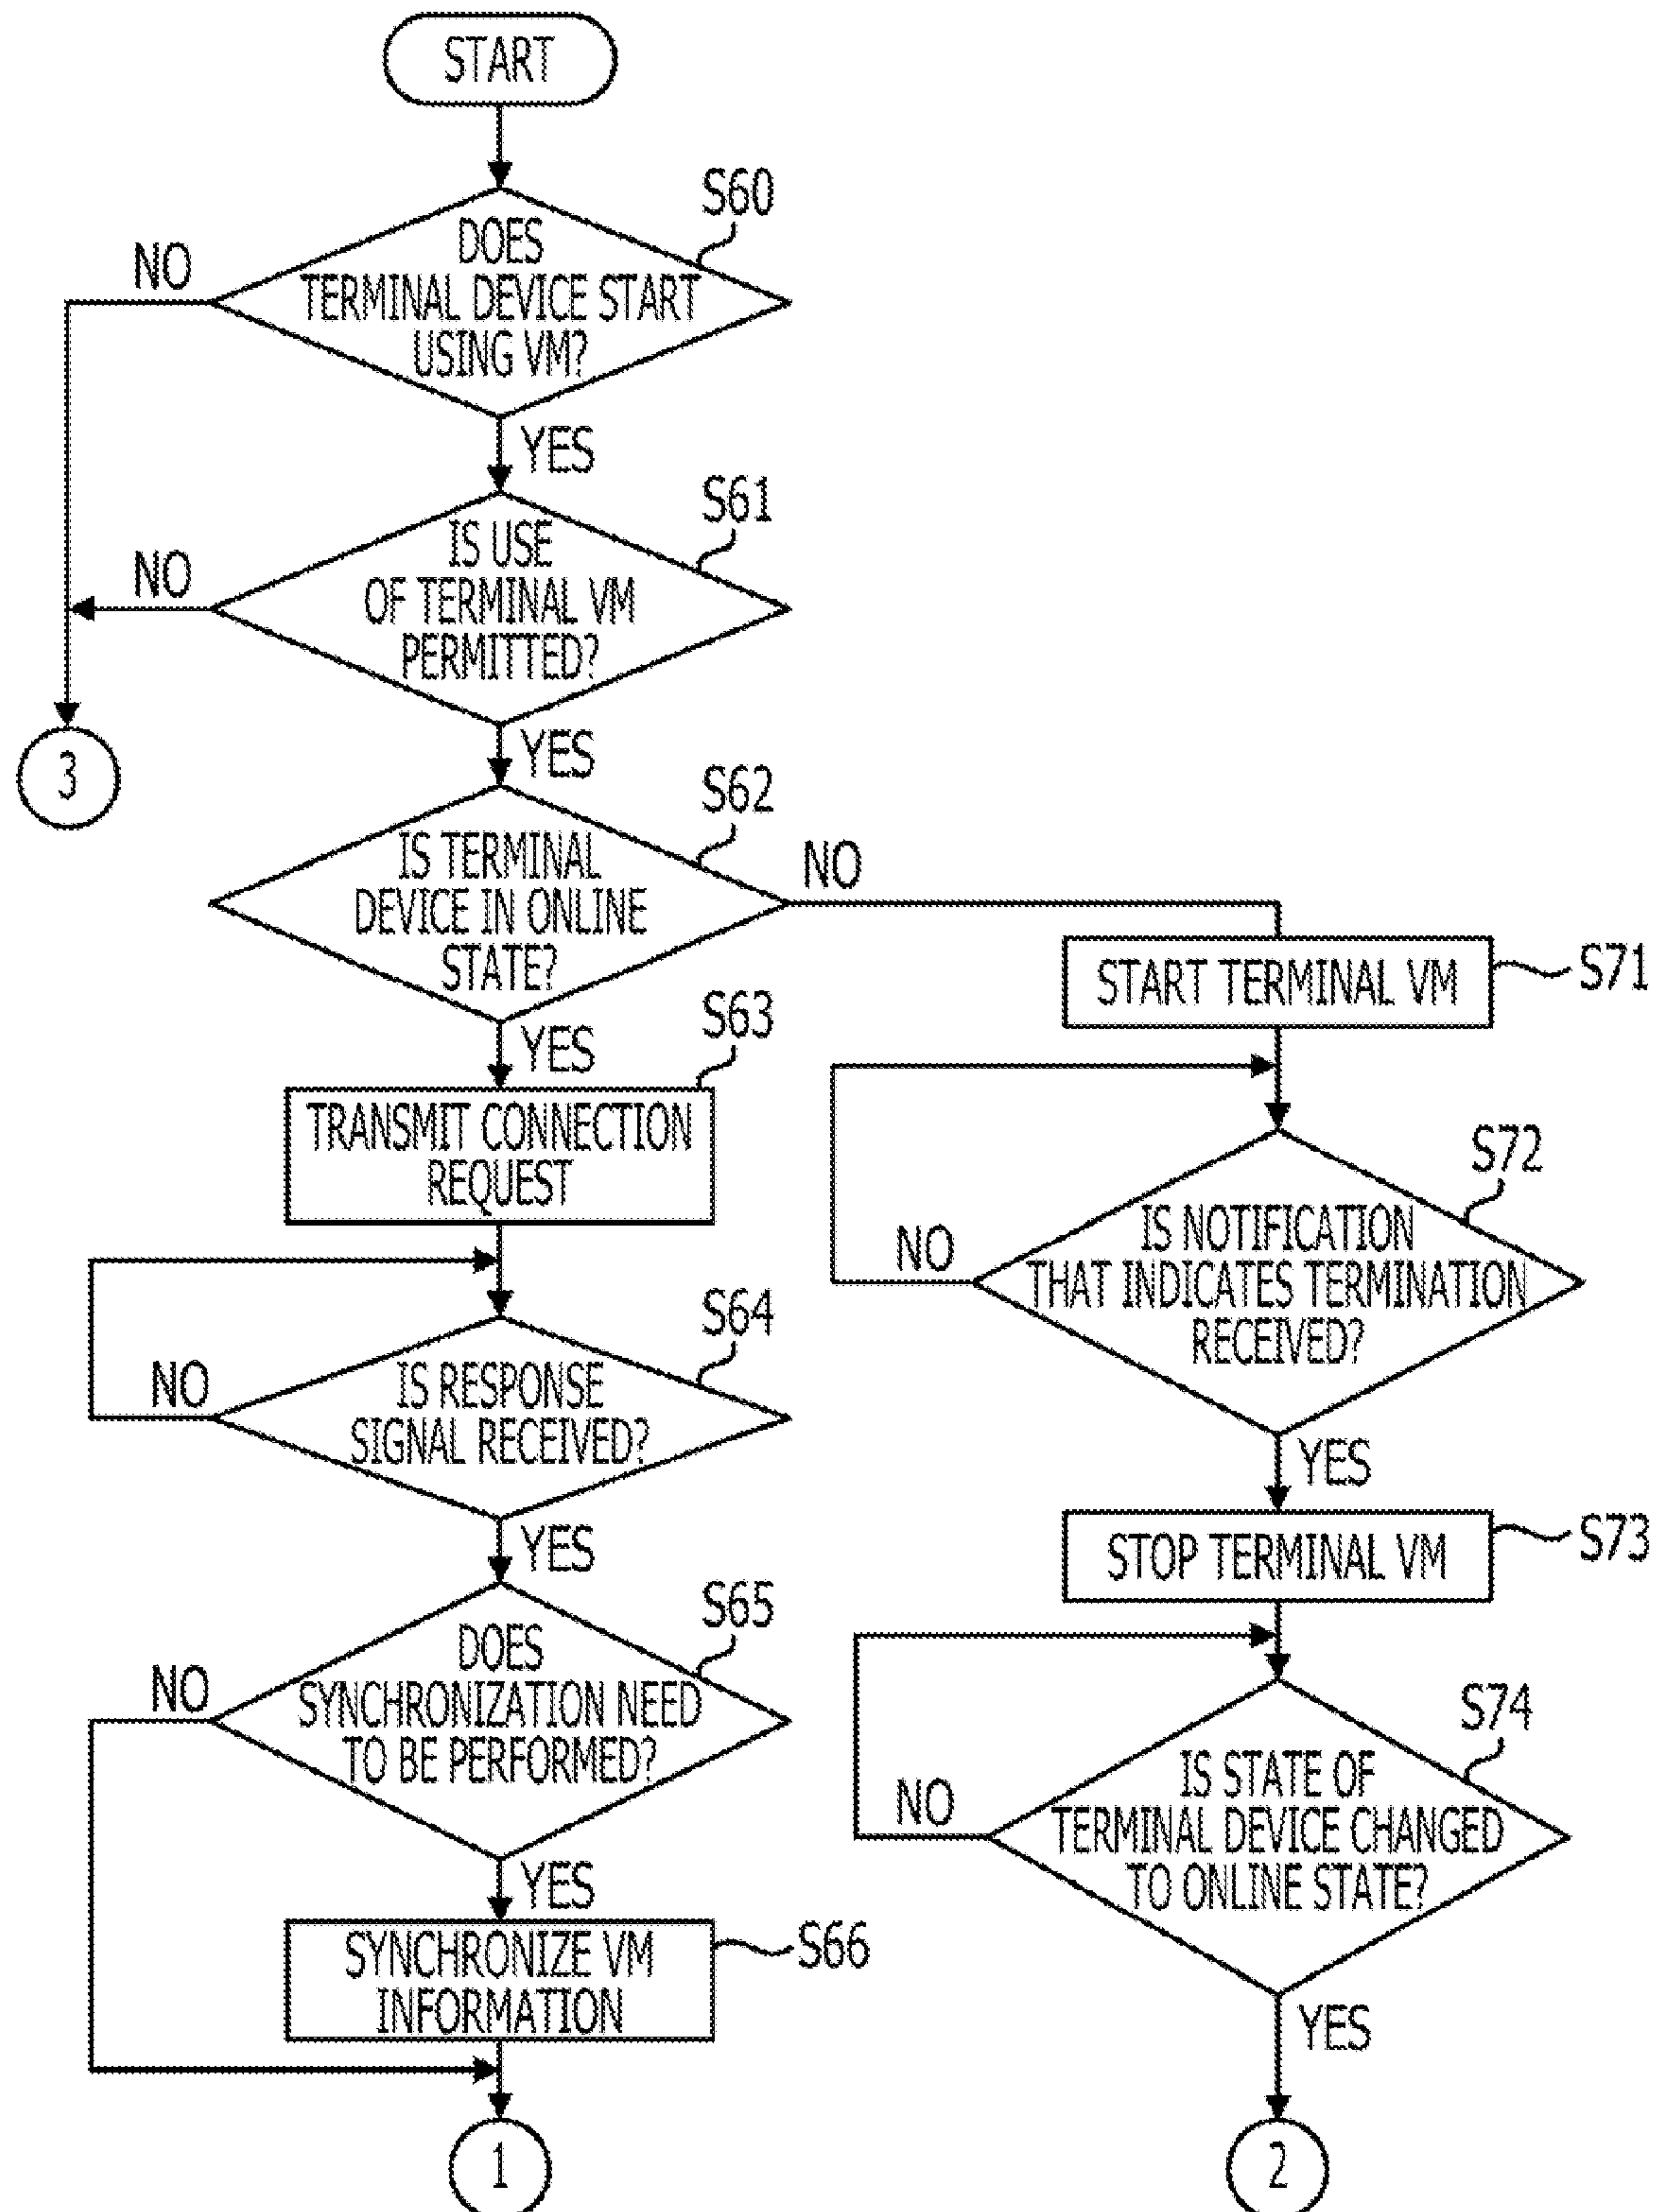 START
S60
DOES
TERMINAL DEVICE START
USING VM?
NO
YES
S61
IS USE
OF TERMINAL VM
PERMITTED?
NO
YES
3
S62
IS TERMINAL
DEVICE IN ONLINE
STATE?
NO
YES
S63
TRANSMIT CONNECTION
REQUEST
S64
IS RESPONSE
SIGNAL RECEIVED?
NO
YES
S65
DOES
SYNCHRONIZATION NEED
TO BE PERFORMED?
NO
YES
SYNCHRONIZE VM
INFORMATION
S66
1
START TERMINAL VM
S71
S72
IS NOTIFICATION
THAT INDICATES TERMINATION
RECEIVED?
NO
YES
STOP TERMINAL VM
S73
S74
IS STATE OF
TERMINAL DEVICE CHANGED
TO ONLINE STATE?
NO
YES
2